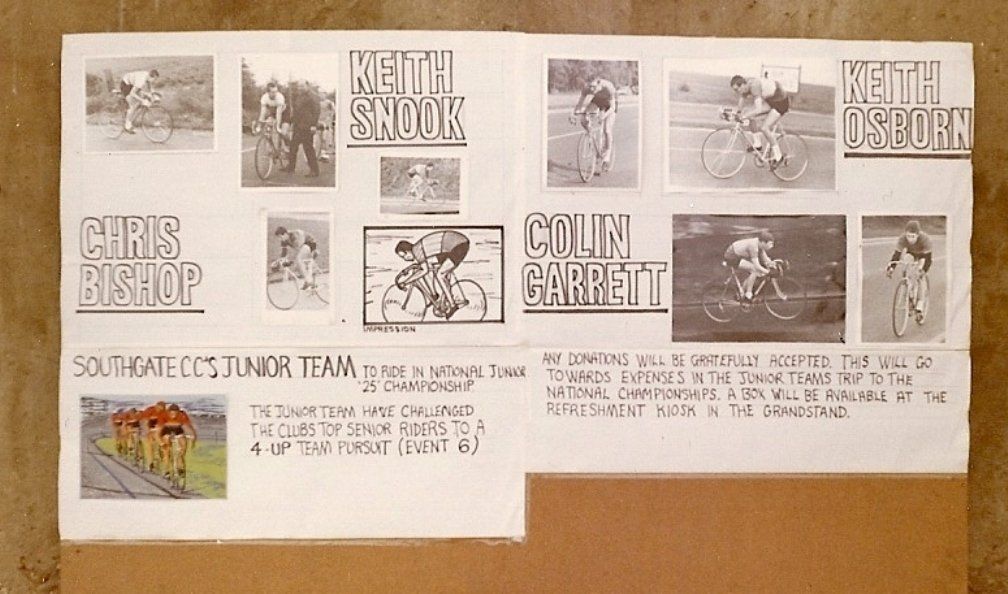 KEITH
SNOOK
KEITH
OSBORN
CHRIS
BISHOP
IMPRESSION
COLIN
GARRETT
SOUTHGATE CC'S JUNIOR TEAM TO RIDE IN NATIONAL JUNIOR
'25' CHAMPIONSHIP
THE JUNIOR TEAM HAVE CHALLENGED
THE CLUBS TOP SENIOR RIDERS TO A
4-UP TEAM PURSUIT (EVENT 6)
ANY DONATIONS WILL BE GRATEFULLY ACCEPTED. THIS WILL GO
TOWARDS EXPENSES IN THE JUNIOR TEAMS TRIP TO THE
NATIONAL CHAMPIONSHIPS. A BOX WILL BE AVAILABLE AT THE
REFRESHMENT KIOSK IN THE GRANDSTAND.